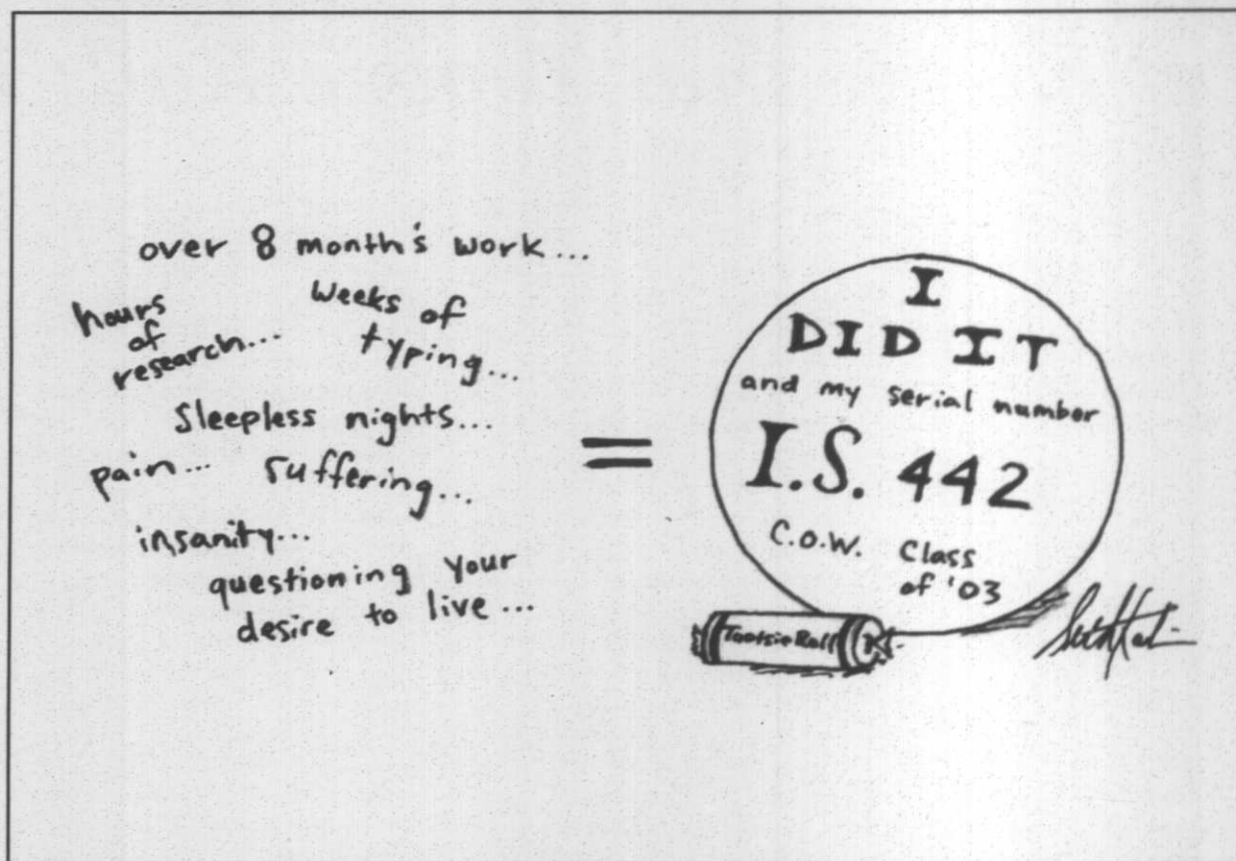 over 8 month's work...
hours
of
research...
weeks of
typing...
Sleepless nights...
pain... suffering...
insanity...
questioning your
desire to live...
=
I
DID IT
and my serial number
I.S. 442
C.O.W. Class
of '03
Tootsie Roll